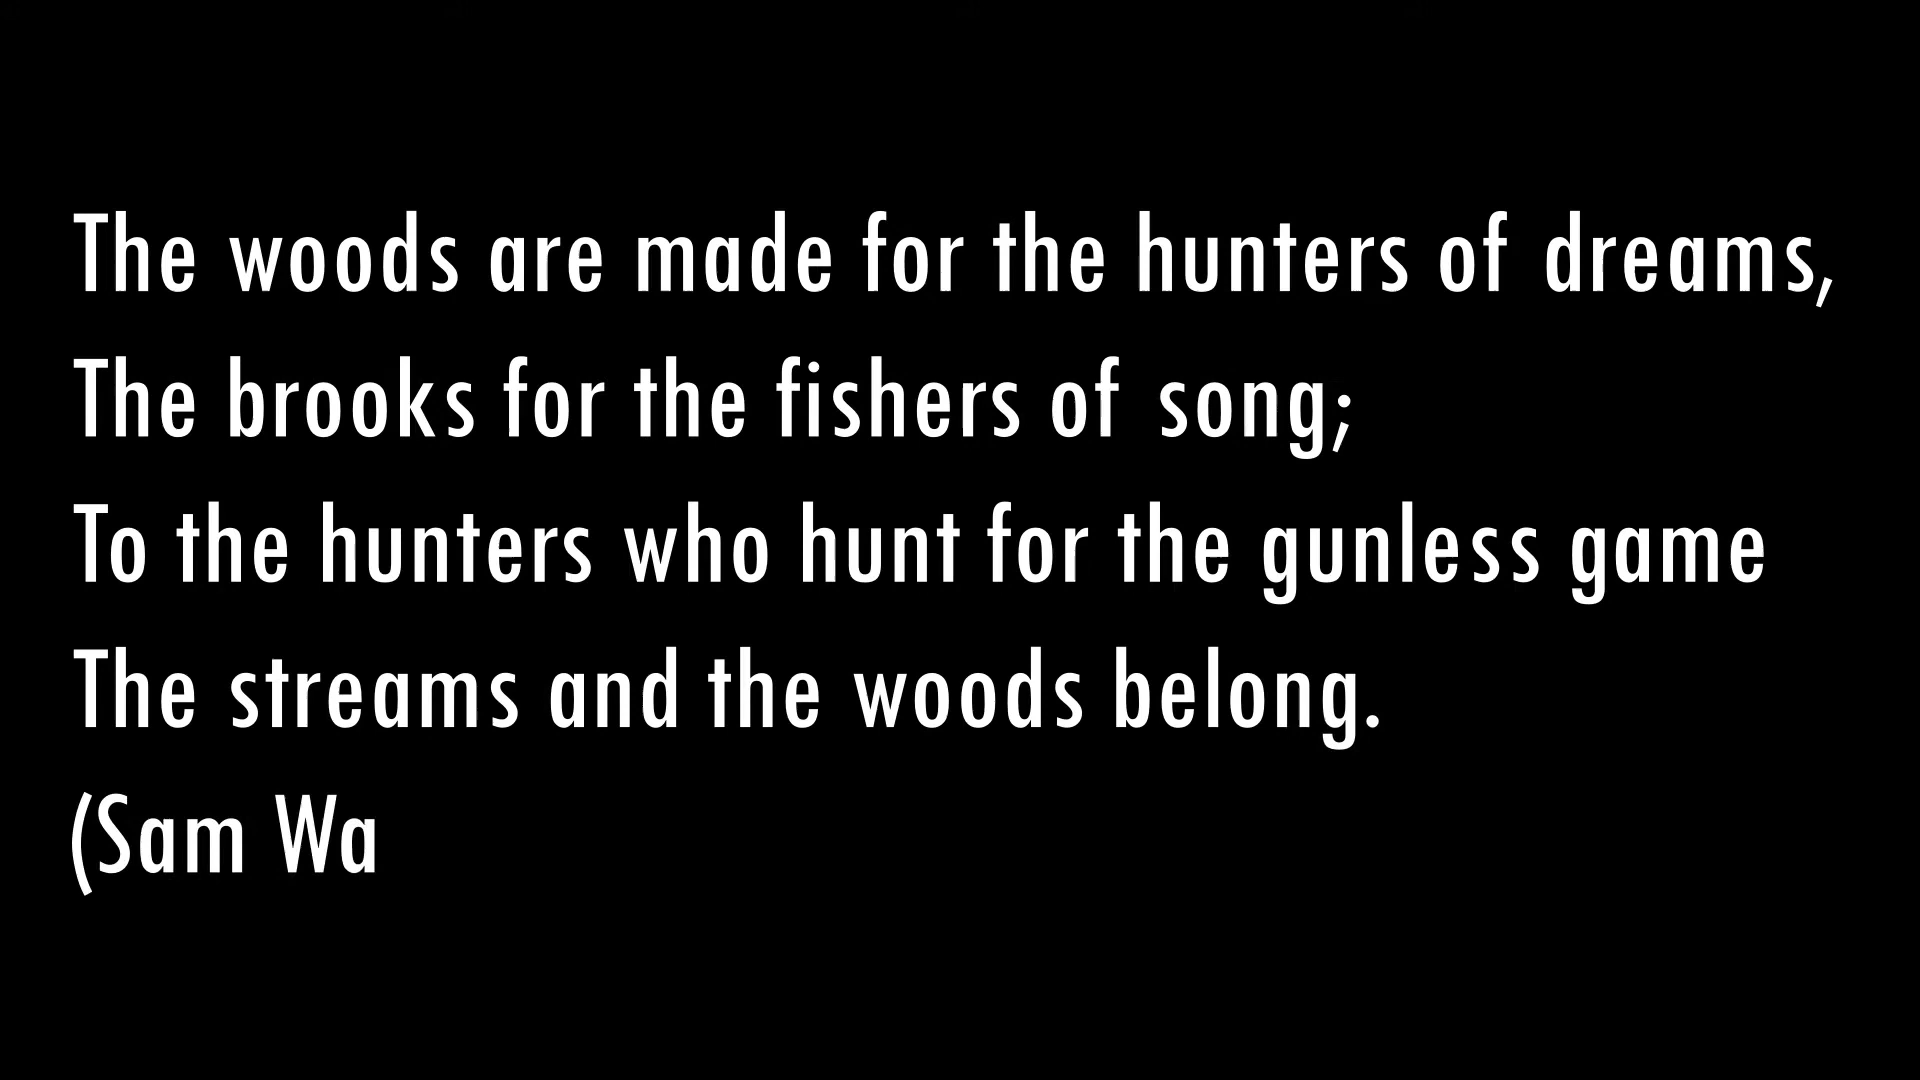 The woods are made for the hunters of dreams,
The brooks for the fishers of song;
To the hunters who hunt for the gunless game
The streams and the woods belong.
(Sam Wa